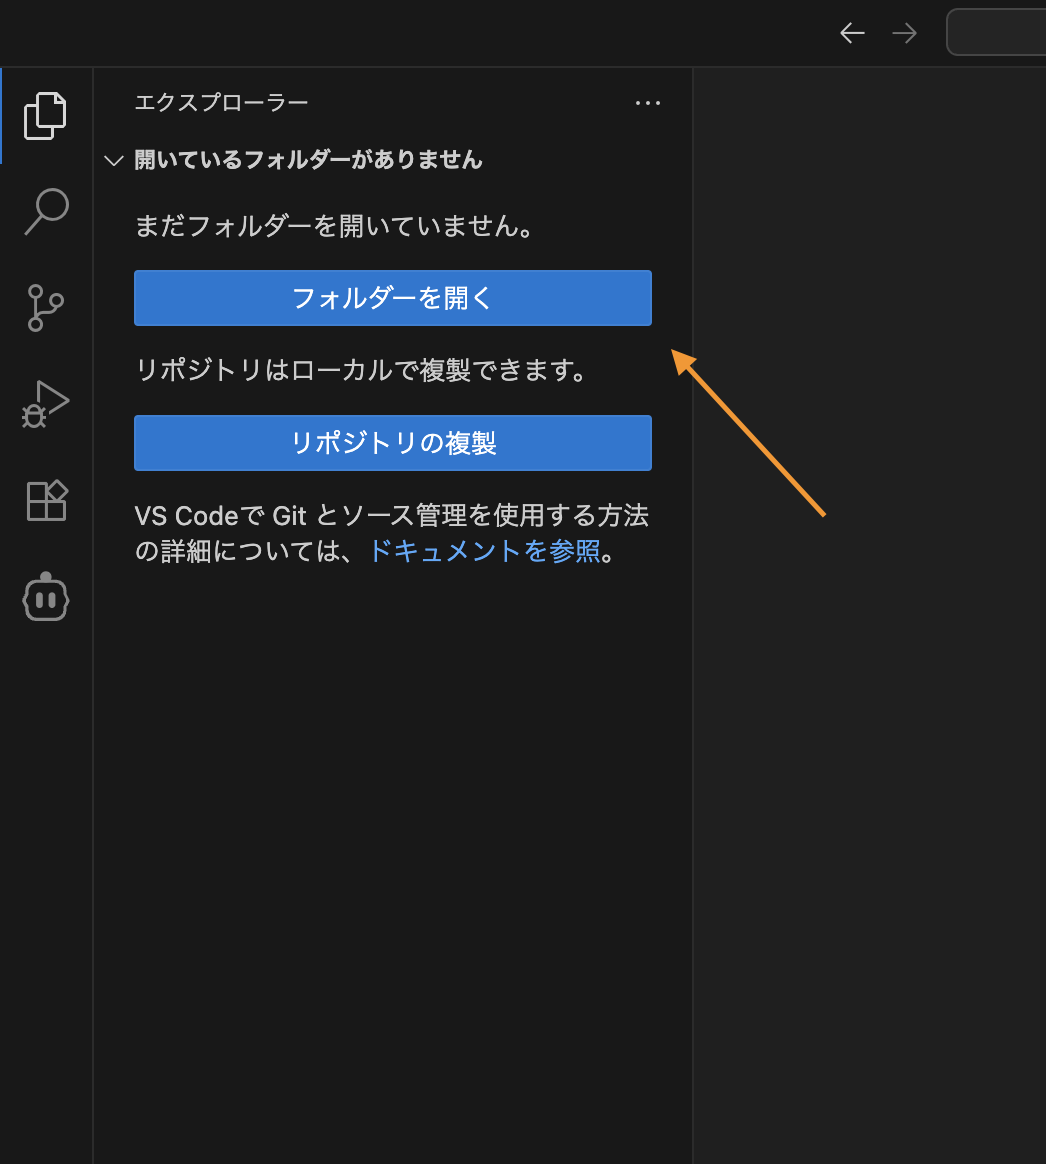 エクスプローラー
開いているフォルダーがありません
まだフォルダーを開いていません。
フォルダーを開く
リポジトリはローカルで複製できます。
リポジトリの複製
VS Codeで Git とソース管理を使用する方法
の詳細については、ドキュメントを参照。